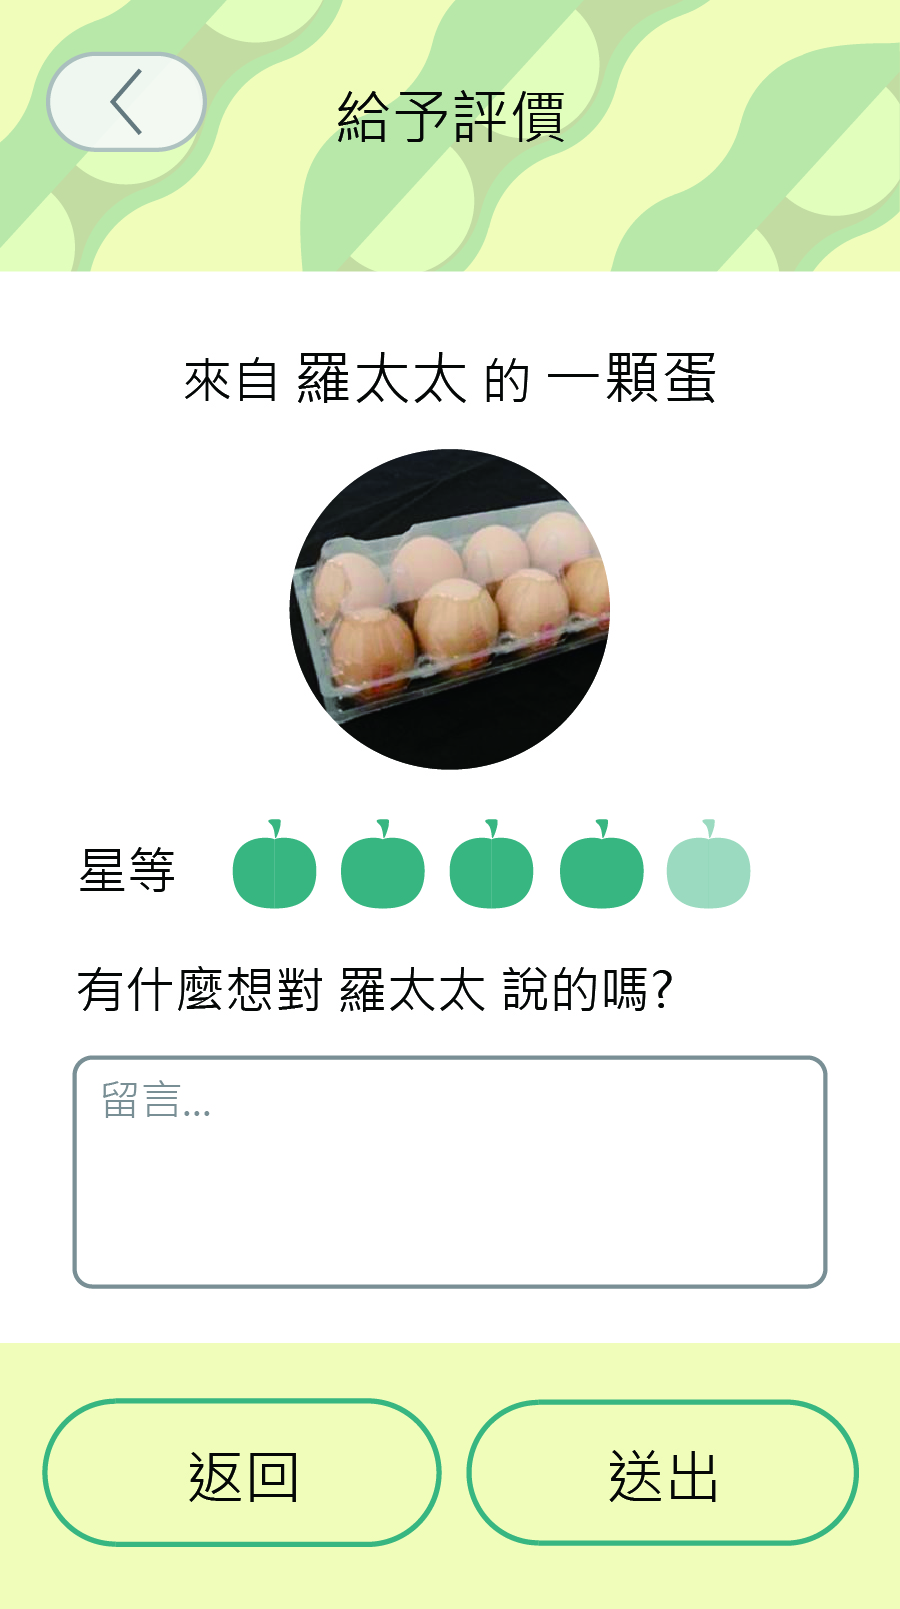 給予評價
來自 羅太太 的 一顆蛋
星等
有什麼想對 羅太太 說的嗎?
留言...
返回
送出